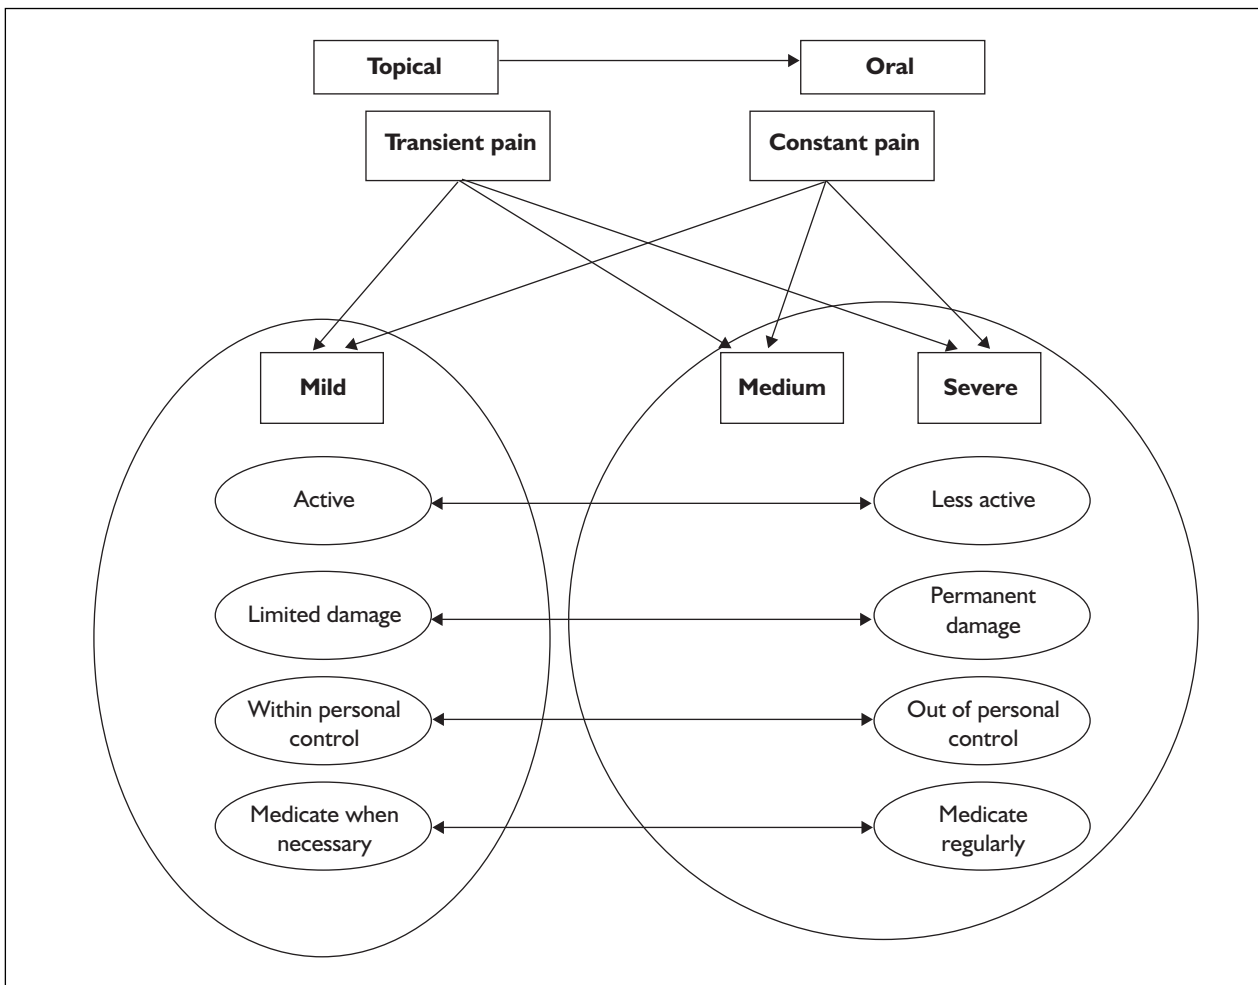 Topical
Oral
Transient pain
Constant pain
Mild
Medium
Severe
Active
Less active
Limited damage
Permanent
damage
Within personal
control
Out of personal
control
Medicate when
necessary
Medicate
regularly